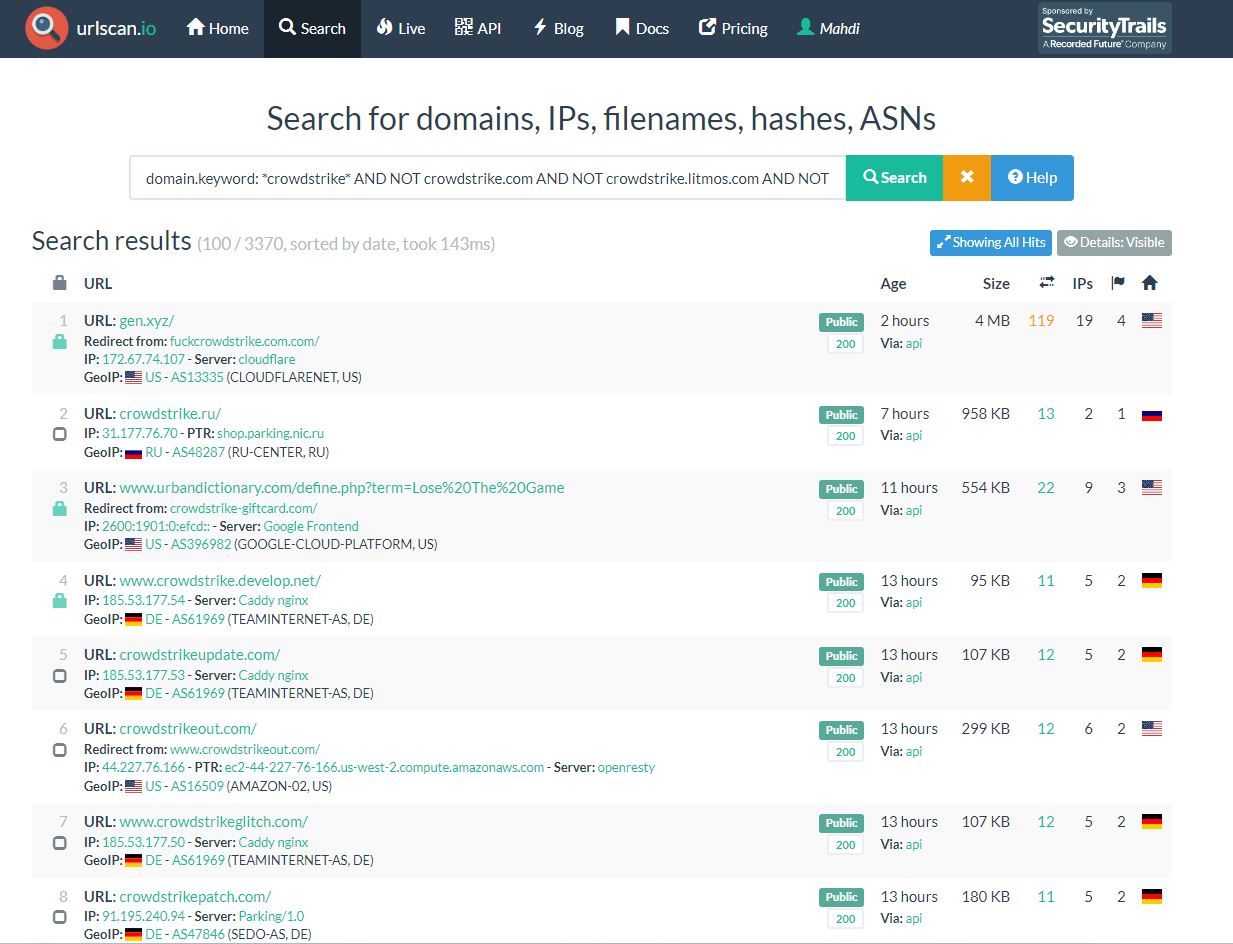 urlscan.io Home Search Live API Blog Docs Pricing Mahdi
Sponsored by
SecurityTrails
A Recorded Future® Company
Search for domains, IPs, filenames, hashes, ASNs
domain.keyword: *crowdstrike* AND NOT crowdstrike.com AND NOT crowdstrike.litmos.com AND NOT Search Help
Search results (100 / 3370, sorted by date, took 143ms) Showing All Hits Details: Visible
URL Age Size IPs
1 URL: gen.xyz/ Public 2 hours 4 MB 119 19 4
Redirect from: fuckcrowdstrike.com.com/ 200 Via: api
IP: 172.67.74.107 - Server: cloudflare
GeoIP: US - AS13335 (CLOUDFLARENET, US)
2 URL: crowdstrike.ru/ Public 7 hours 958 KB 13 2 1
IP: 31.177.76.70 - PTR: shop.parking.nic.ru 200 Via: api
GeoIP: RU - AS48287 (RU-CENTER, RU)
3 URL: www.urbandictionary.com/define.php?term=Lose%20The%20Game Public 11 hours 554 KB 22 9 3
Redirect from: crowdstrike-giftcard.com/ 200 Via: api
IP: 2600:1901:0:efcd:: - Server: Google Frontend
GeoIP: US - AS396982 (GOOGLE-CLOUD-PLATFORM, US)
4 URL: www.crowdstrike.develop.net/ Public 13 hours 95 KB 11 5 2
IP: 185.53.177.54 - Server: Caddy nginx 200 Via: api
GeoIP: DE - AS61969 (TEAMINTERNET-AS, DE)
5 URL: crowdstrikeupdate.com/ Public 13 hours 107 KB 12 5 2
IP: 185.53.177.53 - Server: Caddy nginx 200 Via: api
GeoIP: DE - AS61969 (TEAMINTERNET-AS, DE)
6 URL: crowdstrikeout.com/ Public 13 hours 299 KB 12 6 2
Redirect from: www.crowdstrikeout.com/ 200 Via: api
IP: 44.227.76.166 - PTR: ec2-44-227-76-166.us-west-2.compute.amazonaws.com - Server: openresty
GeoIP: US - AS16509 (AMAZON-02, US)
7 URL: www.crowdstrikeglitch.com/ Public 13 hours 107 KB 12 5 2
IP: 185.53.177.50 - Server: Caddy nginx 200 Via: api
GeoIP: DE - AS61969 (TEAMINTERNET-AS, DE)
8 URL: crowdstrikepatch.com/ Public 13 hours 180 KB 11 5 2
IP: 91.195.240.94 - Server: Parking/1.0 200 Via: api
GeoIP: DE - AS47846 (SEDO-AS, DE)